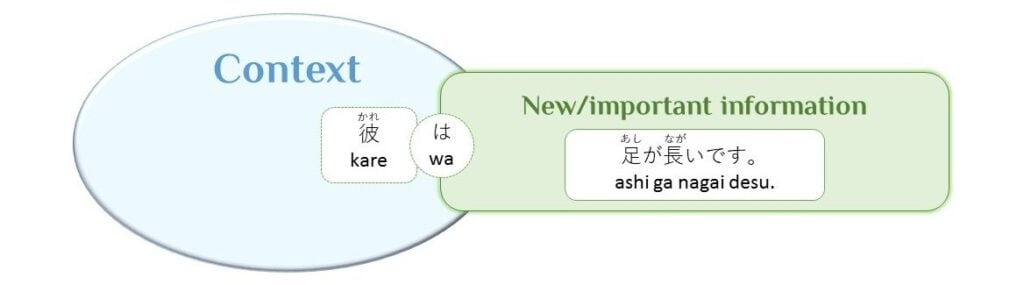 Context
New/important information
かれ
彼
kare
は
wa
あし なが
足が長いです。
ashi ga nagai desu.